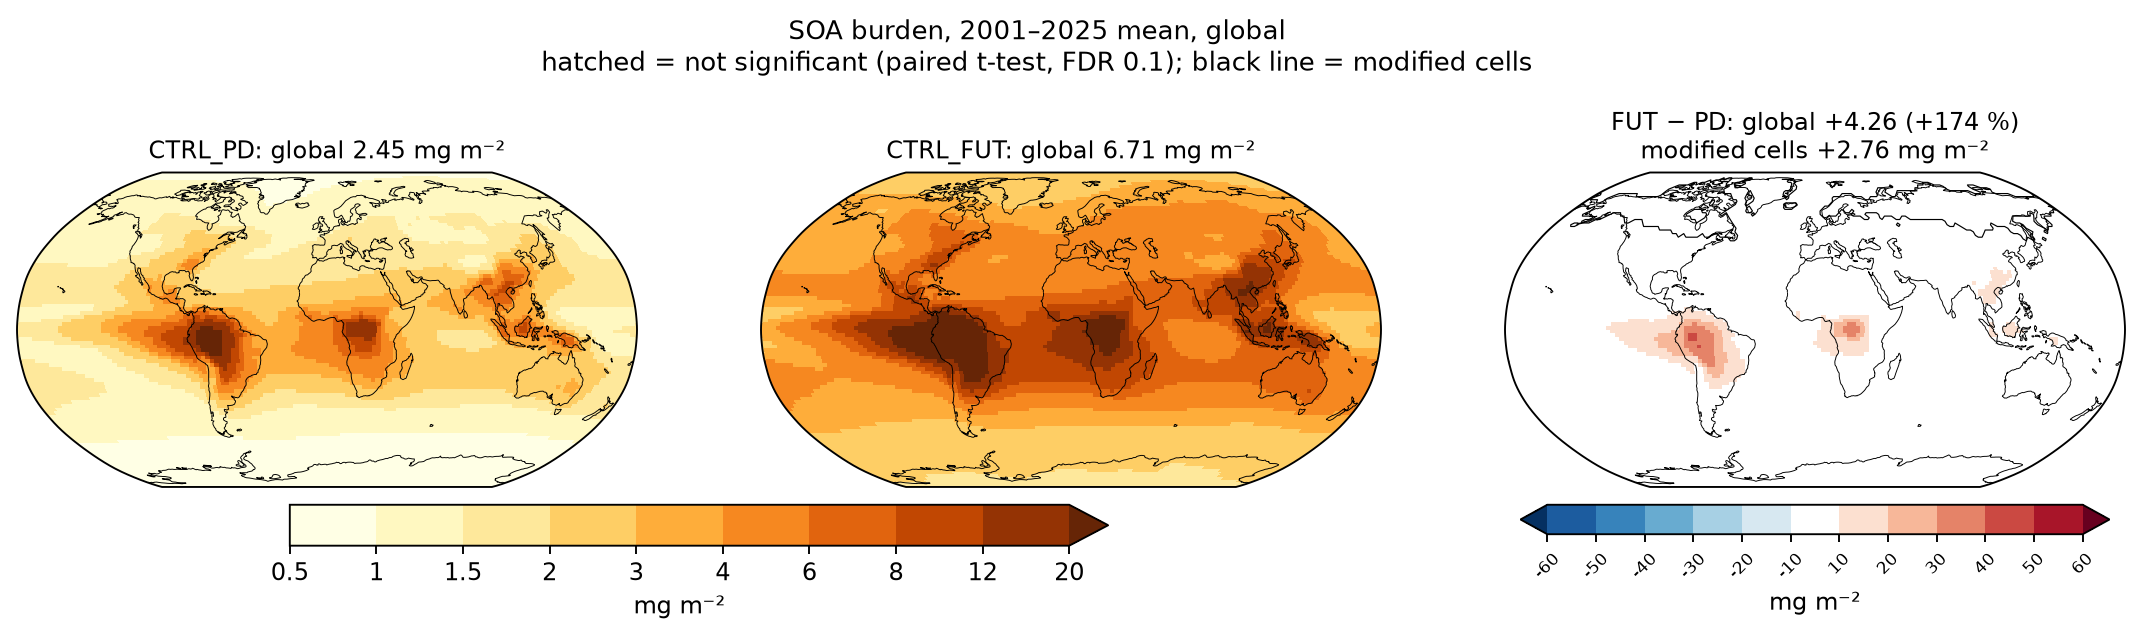 SOA burden, 2001–2025 mean, global
hatched = not significant (paired t-test, FDR 0.1); black line = modified cells
CTRL_PD: global 2.45 mg m⁻²
CTRL_FUT: global 6.71 mg m⁻²
FUT − PD: global +4.26 (+174 %)
modified cells +2.76 mg m⁻²
0.5 1 1.5 2 3 4 6 8 12 20
mg m⁻²
-60 -50 -40 -30 -20 -10 10 20 30 40 50 60
mg m⁻²